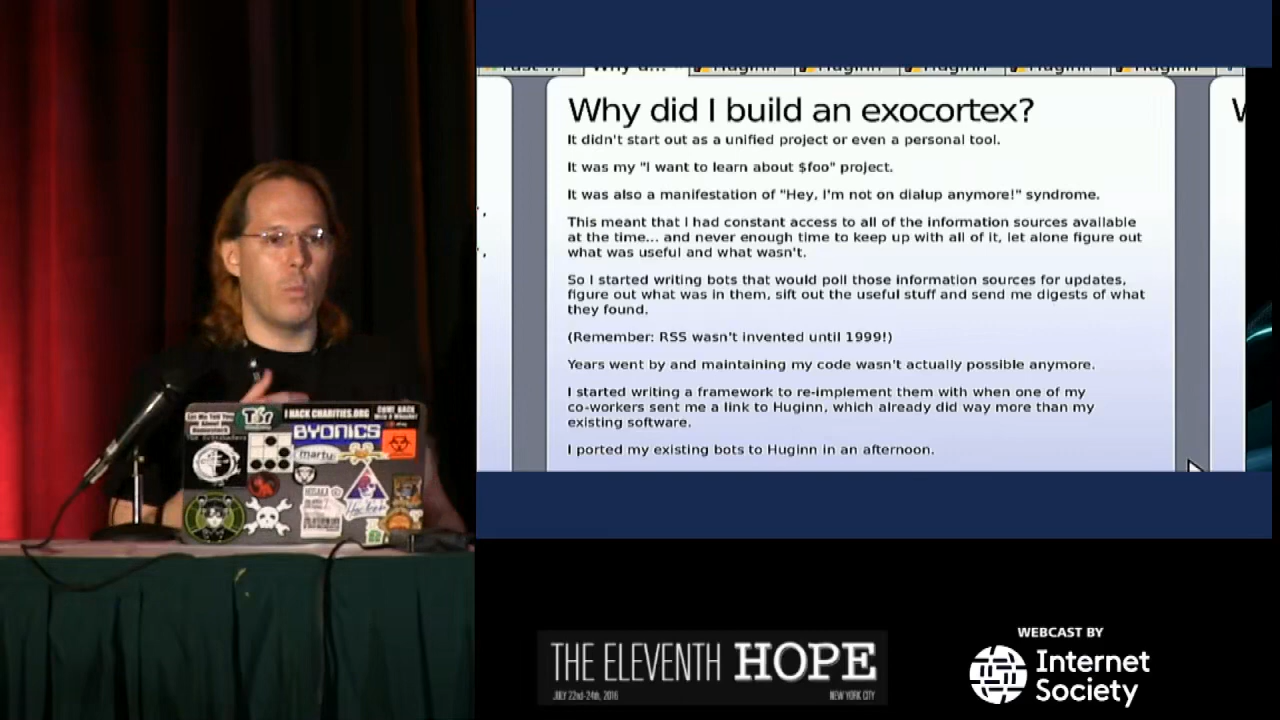 Why did I build an exocortex?
It didn't start out as a unified project or even a personal tool.
It was my "I want to learn about $foo" project.
It was also a manifestation of "Hey, I'm not on dialup anymore!" syndrome.
This meant that I had constant access to all of the information sources available
at the time... and never enough time to keep up with all of it, let alone figure out
what was useful and what wasn't.
So I started writing bots that would poll those information sources for updates,
figure out what was in them, sift out the useful stuff and send me digests of what
they found.
(Remember: RSS wasn't invented until 1999!)
Years went by and maintaining my code wasn't actually possible anymore.
I started writing a framework to re-implement them with when one of my
co-workers sent me a link to Huginn, which already did way more than my
existing software.
I ported my existing bots to Huginn in an afternoon.
Tor
I HACK CHARITIES.ORG
BYONICS
martus
THE ELEVENTH HOPE
JULY 22nd-24th, 2016
NEW YORK CITY
WEBCAST BY
Internet
Society